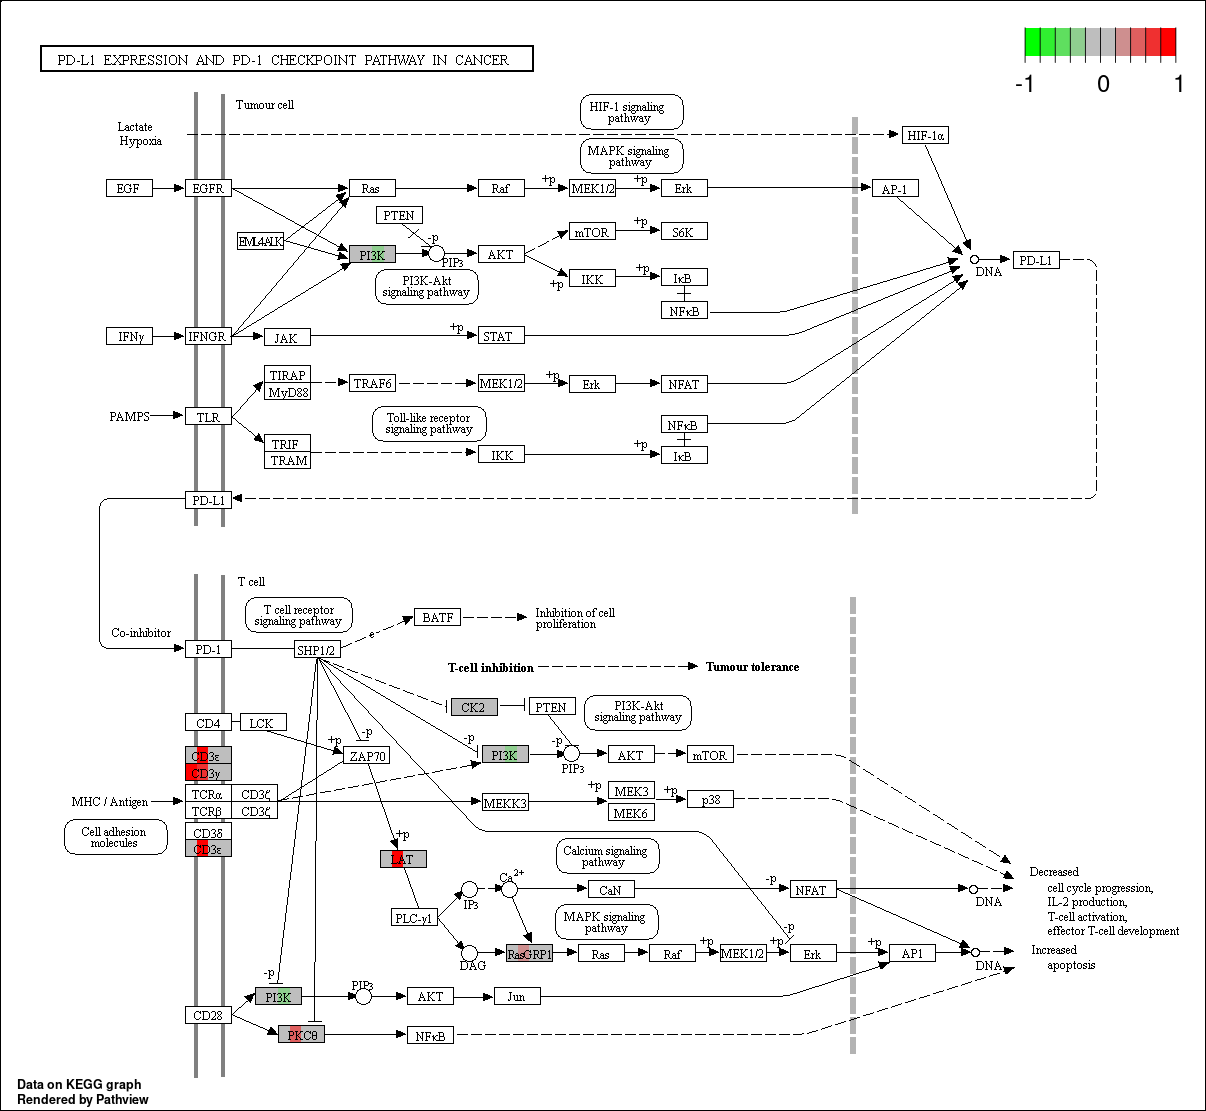 PD-L1 EXPRESSION AND PD-1 CHECKPOINT PATHWAY IN CANCER
-1 0 1
Tumour cell
HIF-1 signaling
pathway
Lactate
Hypoxia
HIF-1α
MAPK signaling
pathway
EGF EGFR Ras Raf +p MEK1/2 +p Erk AP-1
PTEN
EML4ALK -p mTOR +p S6K
PI3K PIP3 AKT
DNA PD-L1
PI3K-Akt
signaling pathway
+p IKK +p IκB
NFκB
IFNγ IFNGR JAK +p STAT
TIRAP
MyD88
TRAF6 MEK1/2 +p Erk NFAT
PAMPS TLR
Toll-like receptor
signaling pathway
NFκB
TRIF
TRAM
IKK +p IκB
PD-L1
T cell
T cell receptor
signaling pathway
BATF
Inhibition of cell
proliferation
Co-inhibitor
e
PD-1 SHP1/2
T-cell inhibition Tumour tolerance
CK2 PTEN
PI3K-Akt
signaling pathway
CD4 LCK
+p -p -p -p
CD3ε ZAP70 PI3K PIP3 AKT mTOR
CD3γ
MHC / Antigen
TCRα CD3ζ
TCRβ CD3ζ
MEKK3 +p MEK3 +p p38
MEK6
Cell adhesion
molecules
CD3δ
CD3ε
+p
LAT
Calcium signaling
pathway
Ca2+
IP3 CaN -p NFAT DNA
Decreased
cell cycle progression,
IL-2 production,
T-cell activation,
effector T-cell development
PLC-γ1
MAPK signaling
pathway
-p
DAG RasGRP1 Ras Raf +p MEK1/2 +p Erk +p AP1 DNA
Increased
apoptosis
-p
PI3K PIP3 AKT Jun
CD28
PKCθ NFκB
Data on KEGG graph
Rendered by Pathview